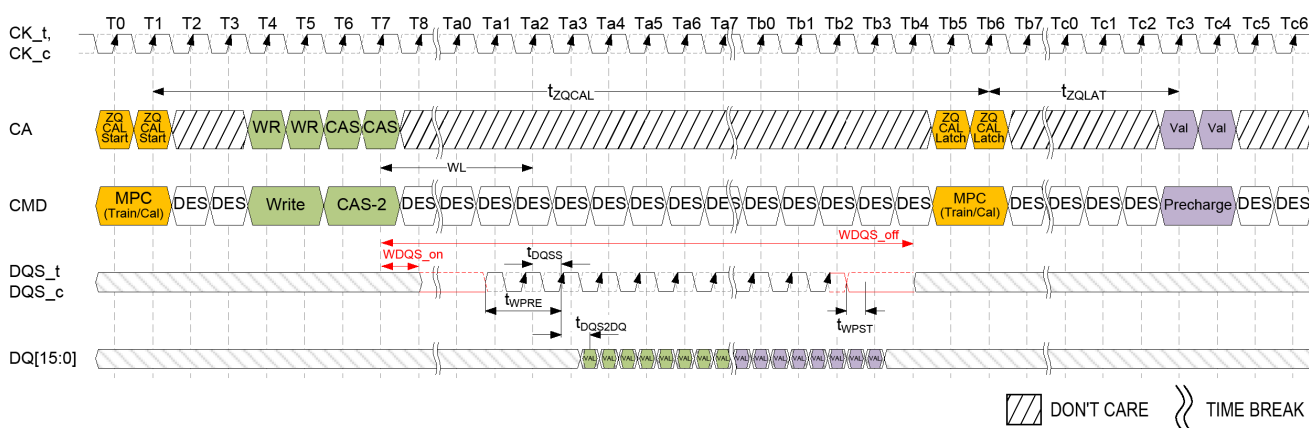 T0 T1 T2 T3 T4 T5 T6 T7 T8 Ta0 Ta1 Ta2 Ta3 Ta4 Ta5 Ta6 Ta7 Tb0 Tb1 Tb2 Tb3 Tb4 Tb5 Tb6 Tb7 Tc0 Tc1 Tc2 Tc3 Tc4 Tc5 Tc6
CK_t,
CK_c
tZQCAL tZQLAT
CA
ZQ CAL Start ZQ CAL Start WR WR CAS CAS ZQ CAL Latch ZQ CAL Latch Val Val
WL
CMD
MPC (Train/Cal) DES DES Write CAS-2 DES DES DES DES DES DES DES DES DES DES DES DES DES DES MPC (Train/Cal) DES DES DES DES Precharge DES DES
WDQS_off
WDQS_on
tDQSS
DQS_t
DQS_c
tWPRE
tWPST
tDQS2DQ
DQ[15:0]
VAL VAL VAL VAL VAL VAL VAL VAL VAL VAL VAL VAL VAL VAL VAL VAL
DON'T CARE TIME BREAK